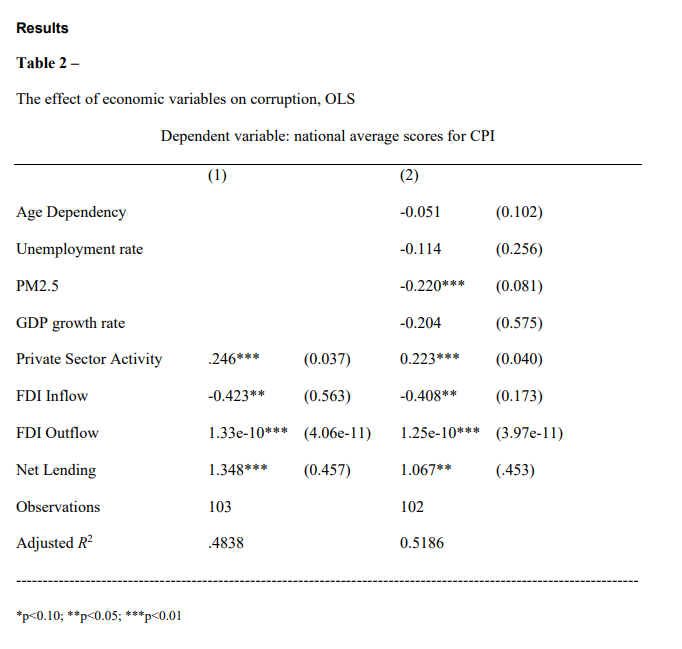 Results
Table 2 –
The effect of economic variables on corruption, OLS
Dependent variable: national average scores for CPI
(1) (2)
Age Dependency -0.051 (0.102)
Unemployment rate -0.114 (0.256)
PM2.5 -0.220*** (0.081)
GDP growth rate -0.204 (0.575)
Private Sector Activity .246*** (0.037) 0.223*** (0.040)
FDI Inflow -0.423** (0.563) -0.408** (0.173)
FDI Outflow 1.33e-10*** (4.06e-11) 1.25e-10*** (3.97e-11)
Net Lending 1.348*** (0.457) 1.067** (.453)
Observations 103 102
Adjusted R² .4838 0.5186
*p<0.10; **p<0.05; ***p<0.01